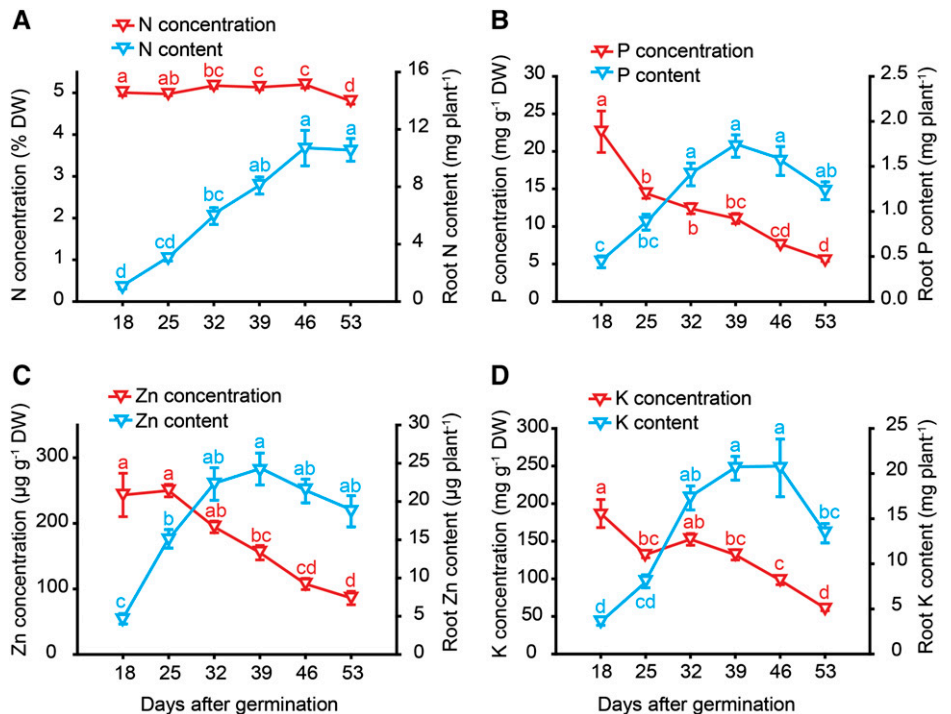 A
N concentration
N content
N concentration (% DW)
5
4
3
2
1
0
a ab bc c c d
d cd bc ab a a
16
12
8
4
0
Root N content (mg plant⁻¹)
18 25 32 39 46 53
B
P concentration
P content
P concentration (mg g⁻¹ DW)
30
25
20
15
10
5
0
a b b bc cd d
c bc a a a ab
2.5
2.0
1.5
1.0
0.5
0.0
Root P content (mg plant⁻¹)
18 25 32 39 46 53
C
Zn concentration
Zn content
Zn concentration (µg g⁻¹ DW)
300
200
100
0
a a ab bc cd d
c b ab a ab ab
30
25
20
15
10
5
0
Root Zn content (µg plant⁻¹)
18 25 32 39 46 53
Days after germination
D
K concentration
K content
K concentration (mg g⁻¹ DW)
300
250
200
150
100
50
0
a bc ab bc c d
d cd ab a a bc
25
20
15
10
5
0
Root K content (mg plant⁻¹)
18 25 32 39 46 53
Days after germination